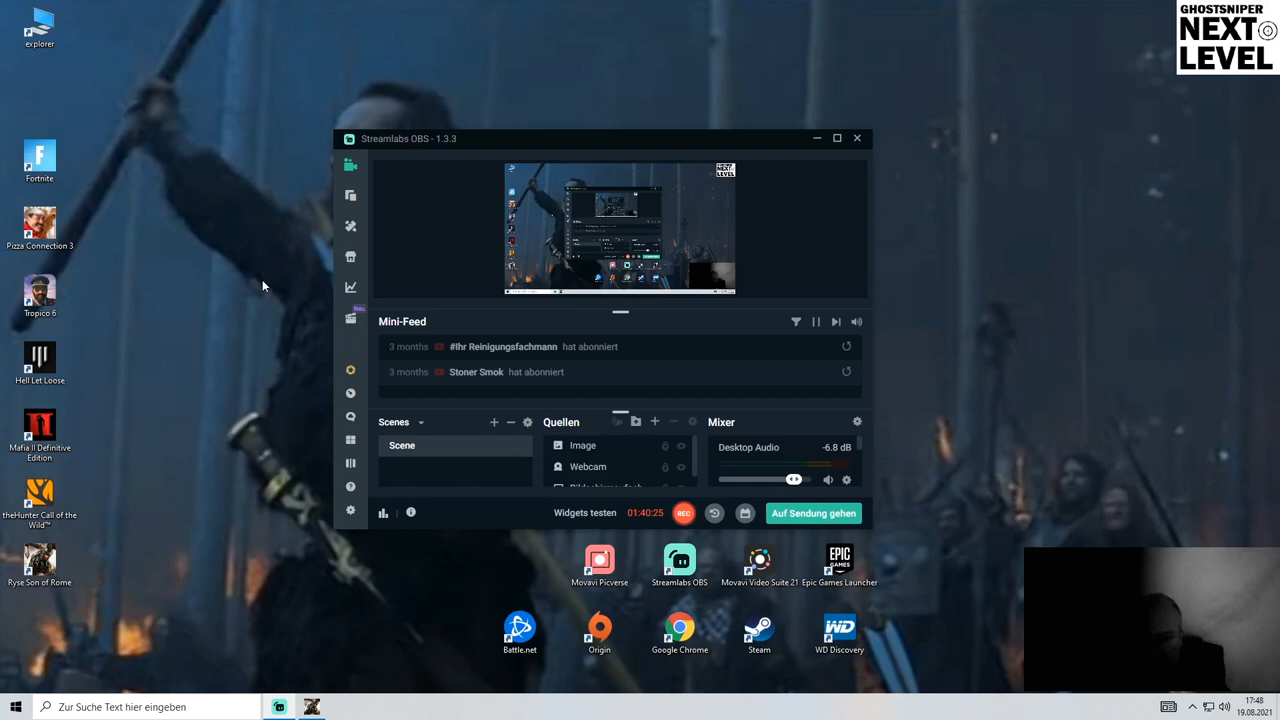 explorer
Fortnite
Pizza Connection 3
Tropico 6
Hell Let Loose
Mafia II Definitive
Edition
theHunter Call of the
Wild™
Ryse Son of Rome
GHOSTSNIPER
NEXT
LEVEL
Streamlabs OBS - 1.3.3
Neu
Mini-Feed
3 months #Ihr Reinigungsfachmann hat abonniert
3 months Stoner Smok hat abonniert
Scenes
Scene
Quellen
Image
Webcam
Mixer
Desktop Audio -6.8 dB
Widgets testen 01:40:25 REC Auf Sendung gehen
Movavi Picverse
Streamlabs OBS
Movavi Video Suite 21
EPIC
GAMES
Epic Games Launcher
Battle.net
Origin
Google Chrome
Steam
WD
WD Discovery
Zur Suche Text hier eingeben
17:48
19.08.2021